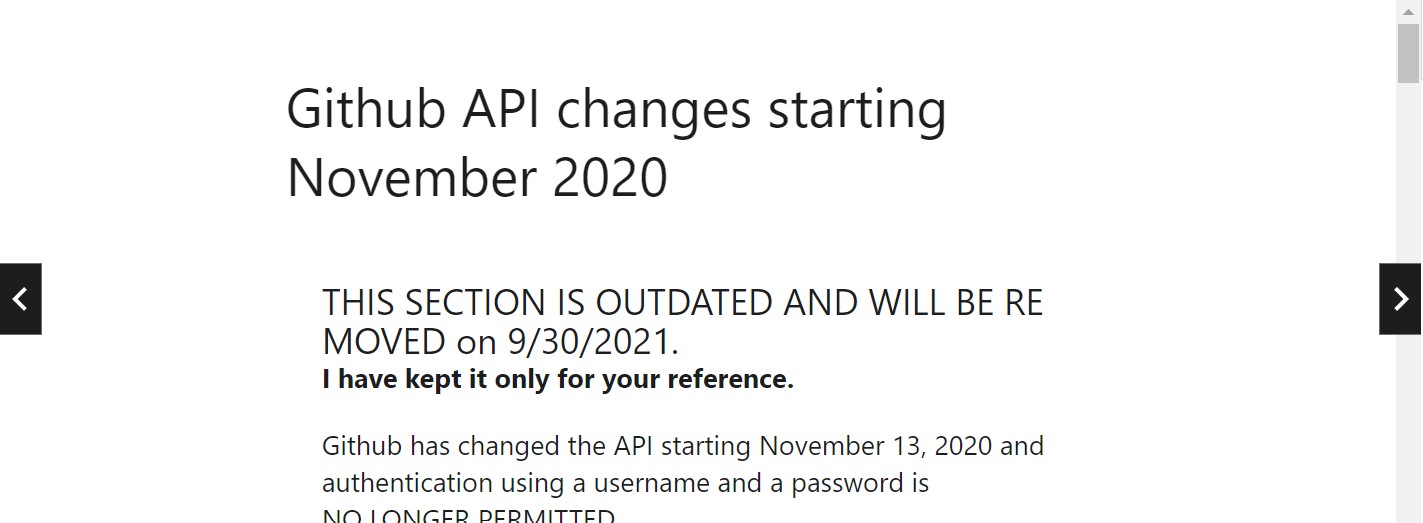 Github API changes starting
November 2020
THIS SECTION IS OUTDATED AND WILL BE RE
MOVED on 9/30/2021.
I have kept it only for your reference.
Github has changed the API starting November 13, 2020 and
authentication using a username and a password is
NO LONGER PERMITTED